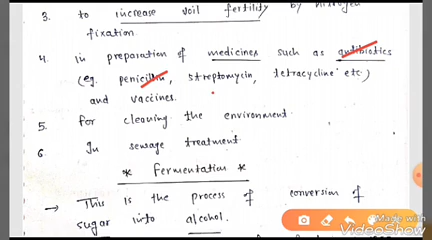 3. to increase soil fertility by nitrogen
fixation.
4. in preparation of medicines such as antibiotics
(eg. penicillin, streptomycin, tetracycline etc.)
and vaccines.
5. for cleaning the environment.
6. In sewage treatment
* Fermentation *
→ This is the process of conversion of
sugar into alcohol.
Made with
VideoShow